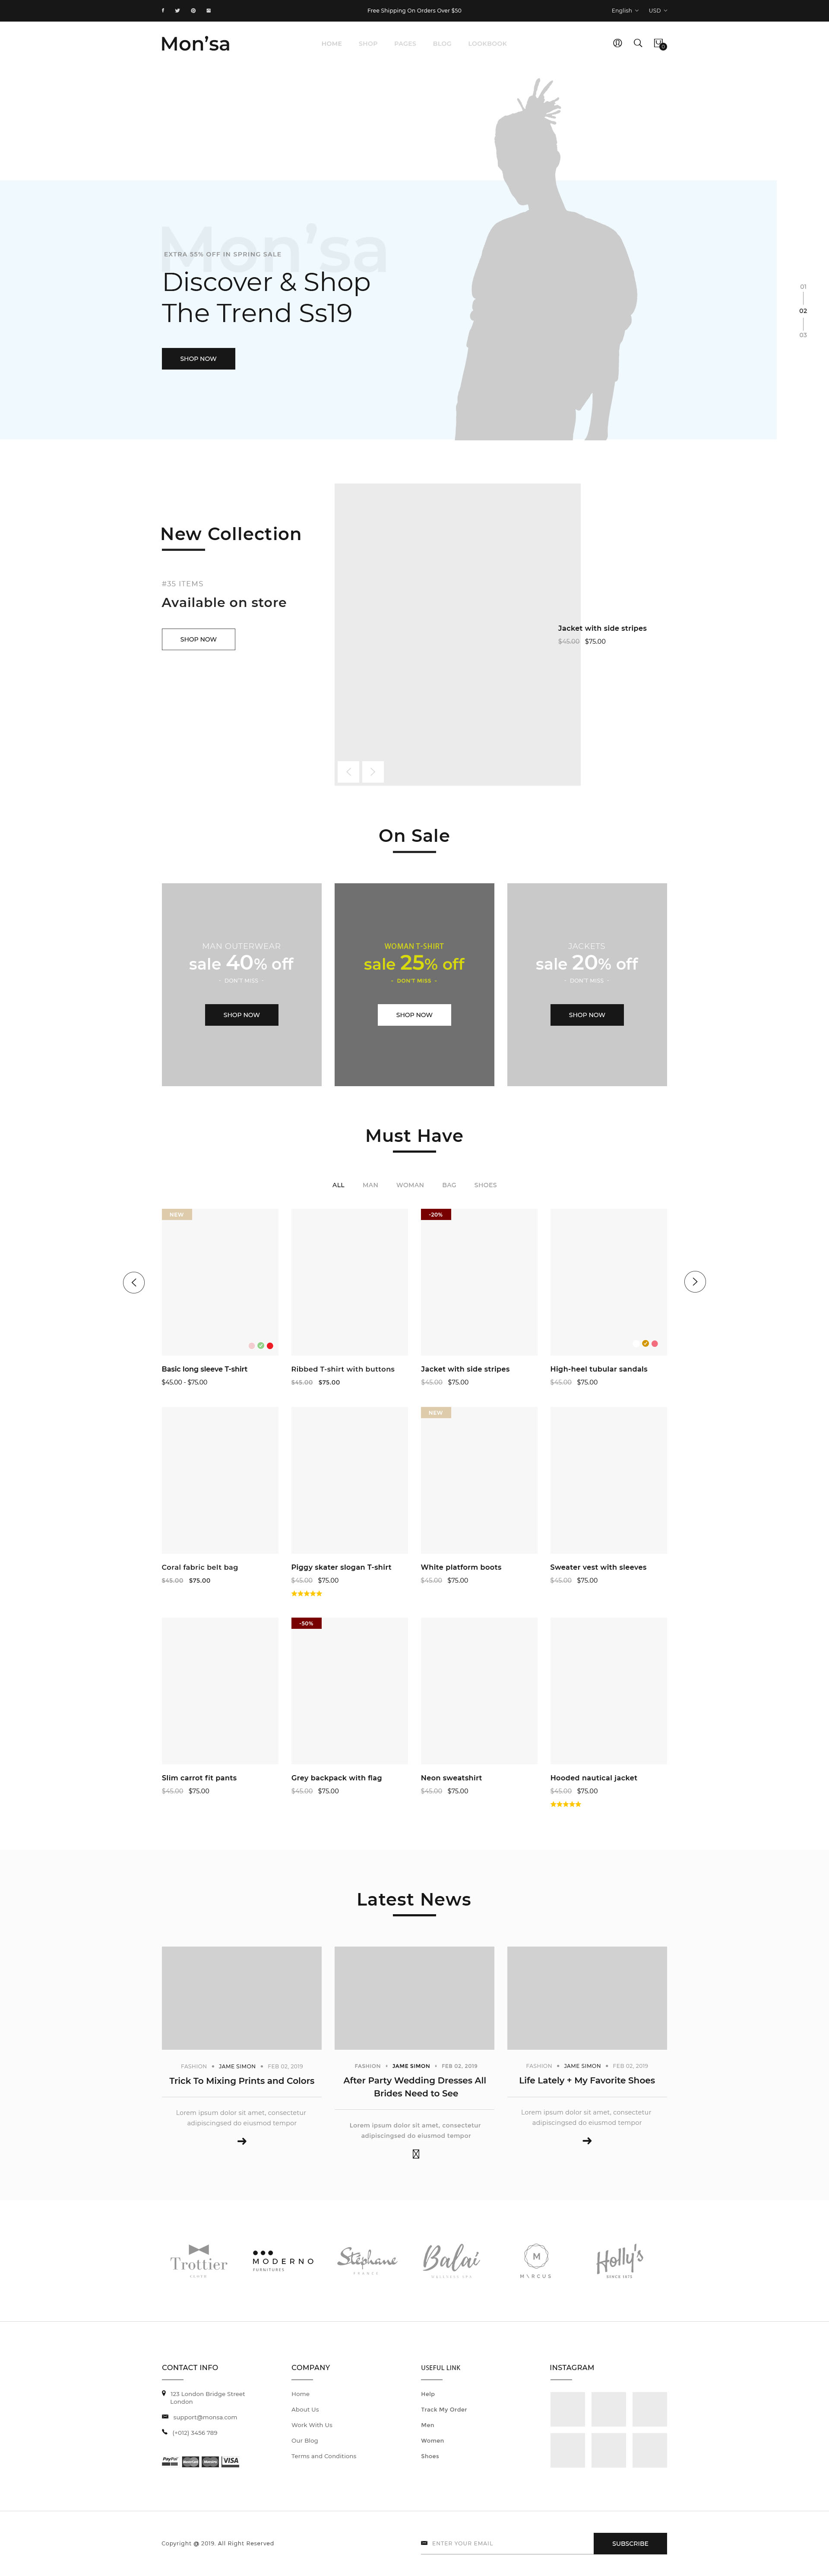 Free Shipping On Orders Over $50
English
USD
Mon'sa
HOME
SHOP
PAGES
BLOG
LOOKBOOK
0
Mon'sa
EXTRA 55% OFF IN SPRING SALE
Discover & Shop
The Trend Ss19
SHOP NOW
01
02
03
New Collection
#35 ITEMS
Available on store
SHOP NOW
Jacket with side stripes
$45.00 $75.00
On Sale
MAN OUTERWEAR
sale 40% off
- DON'T MISS -
SHOP NOW
WOMAN T-SHIRT
sale 25% off
- DON'T MISS -
SHOP NOW
JACKETS
sale 20% off
- DON'T MISS -
SHOP NOW
Must Have
ALL
MAN
WOMAN
BAG
SHOES
NEW
-20%
Basic long sleeve T-shirt
$45.00 - $75.00
Ribbed T-shirt with buttons
$45.00 $75.00
Jacket with side stripes
$45.00 $75.00
High-heel tubular sandals
$45.00 $75.00
NEW
Coral fabric belt bag
$45.00 $75.00
Piggy skater slogan T-shirt
$45.00 $75.00
White platform boots
$45.00 $75.00
Sweater vest with sleeves
$45.00 $75.00
-50%
Slim carrot fit pants
$45.00 $75.00
Grey backpack with flag
$45.00 $75.00
Neon sweatshirt
$45.00 $75.00
Hooded nautical jacket
$45.00 $75.00
Latest News
FASHION • JAME SIMON • FEB 02, 2019
Trick To Mixing Prints and Colors
Lorem ipsum dolor sit amet, consectetur
adipiscingsed do eiusmod tempor
FASHION • JAME SIMON • FEB 02, 2019
After Party Wedding Dresses All
Brides Need to See
Lorem ipsum dolor sit amet, consectetur
adipiscingsed do eiusmod tempor
FASHION • JAME SIMON • FEB 02, 2019
Life Lately + My Favorite Shoes
Lorem ipsum dolor sit amet, consectetur
adipiscingsed do eiusmod tempor
Trottier
MODERNO
FURNITURES
Stéphane
FRANCE
Balai
M
MARCUS
Holly's
SINCE 1972
CONTACT INFO
123 London Bridge Street
London
support@monsa.com
(+012) 3456 789
PayPal
VISA
COMPANY
Home
About Us
Work With Us
Our Blog
Terms and Conditions
USEFUL LINK
Help
Track My Order
Men
Women
Shoes
INSTAGRAM
Copyright @ 2019. All Right Reserved
ENTER YOUR EMAIL
SUBSCRIBE